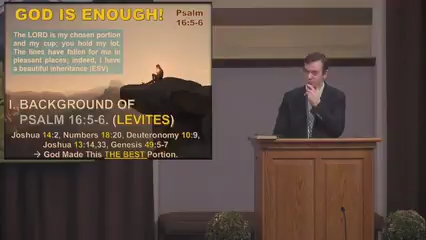 GOD IS ENOUGH!
Psalm
16:5-6
The LORD is my chosen portion
and my cup; you hold my lot.
The lines have fallen for me in
pleasant places; indeed, I have
a beautiful inheritance (ESV)
I. BACKGROUND OF
PSALM 16:5-6. (LEVITES)
Joshua 14:2, Numbers 18:20, Deuteronomy 10:9,
Joshua 13:14,33, Genesis 49:5-7
→ God Made This THE BEST Portion.